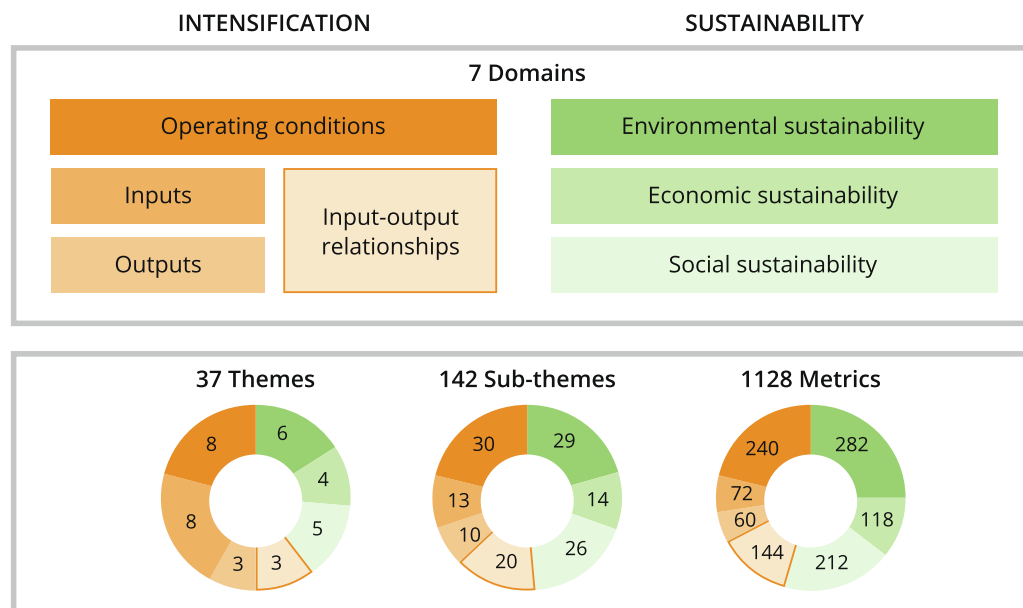 INTENSIFICATION
SUSTAINABILITY
7 Domains
Operating conditions
Environmental sustainability
Inputs
Input-output
relationships
Economic sustainability
Outputs
Social sustainability
37 Themes
142 Sub-themes
1128 Metrics
8
6
4
5
3
3
8
30
29
14
26
20
10
13
240
282
118
212
144
60
72